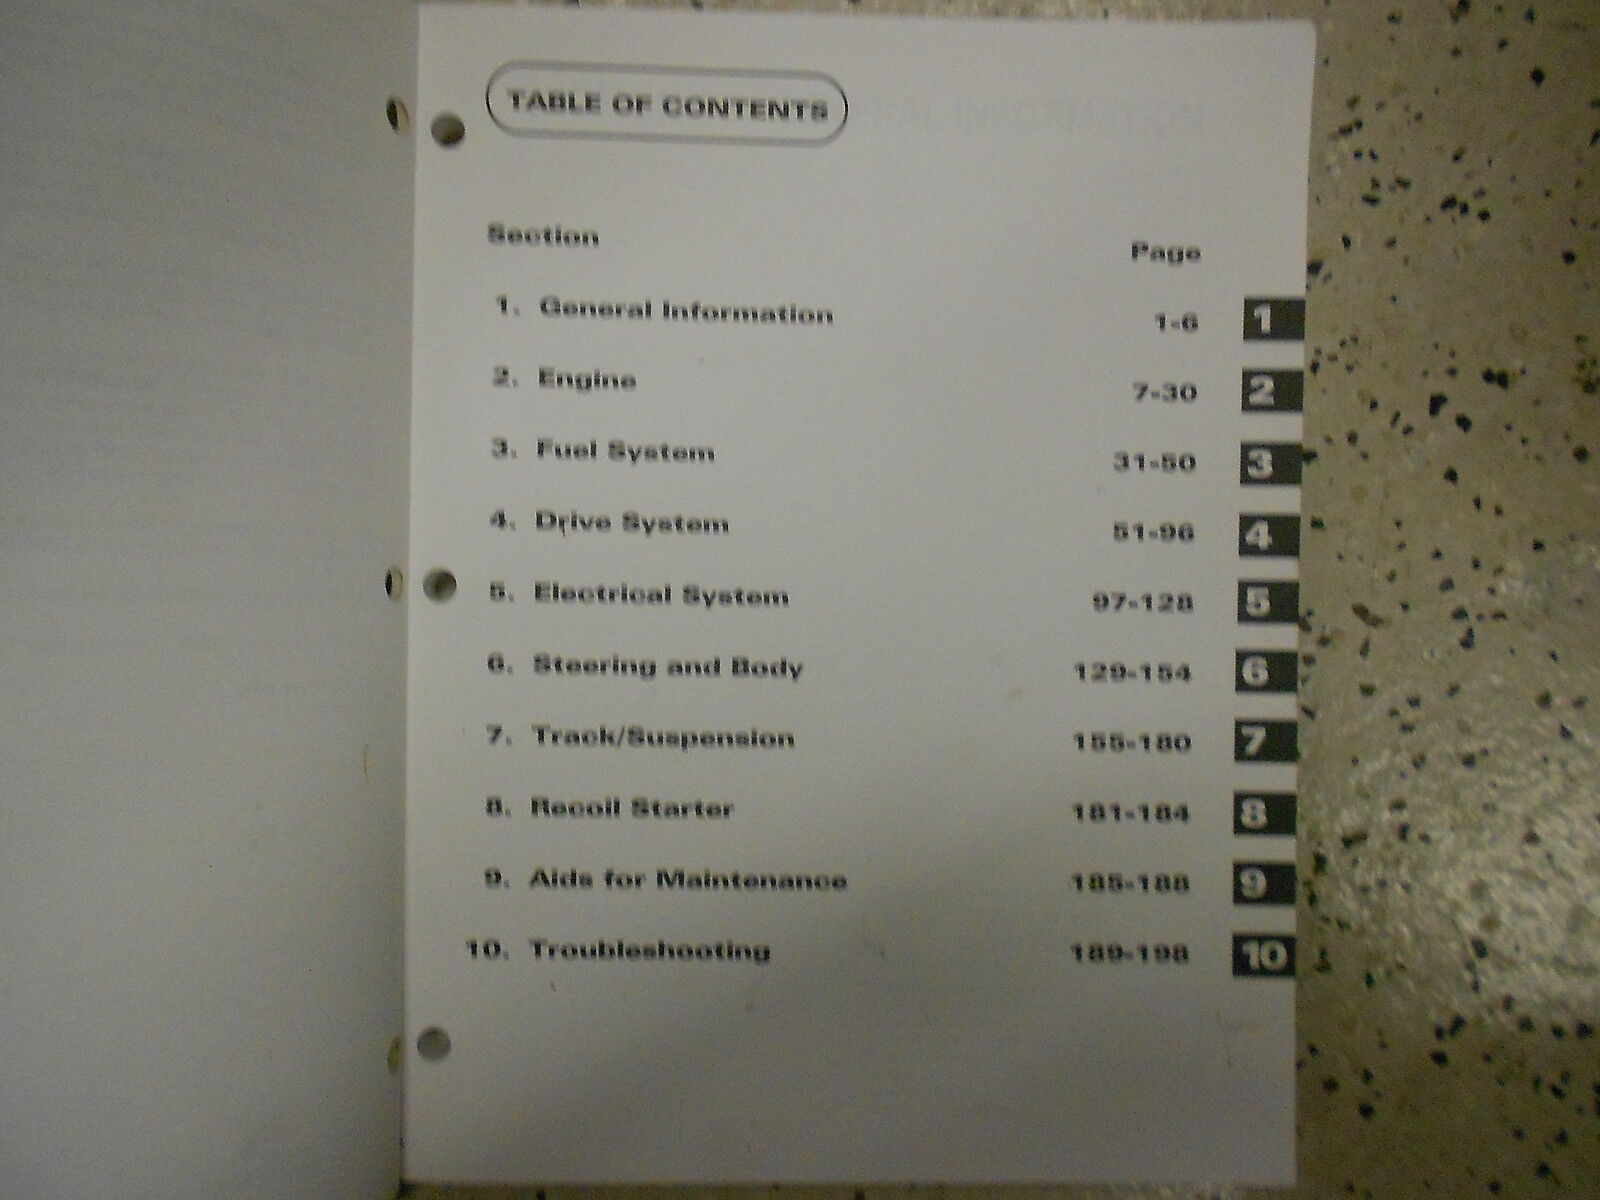 TABLE OF CONTENTS
Section Page
1. General Information 1-6 1
2. Engine 7-30 2
3. Fuel System 31-50 3
4. Drive System 51-96 4
5. Electrical System 97-128 5
6. Steering and Body 129-154 6
7. Track/Suspension 155-180 7
8. Recoil Starter 181-184 8
9. Aids for Maintenance 185-188 9
10. Troubleshooting 189-198 10